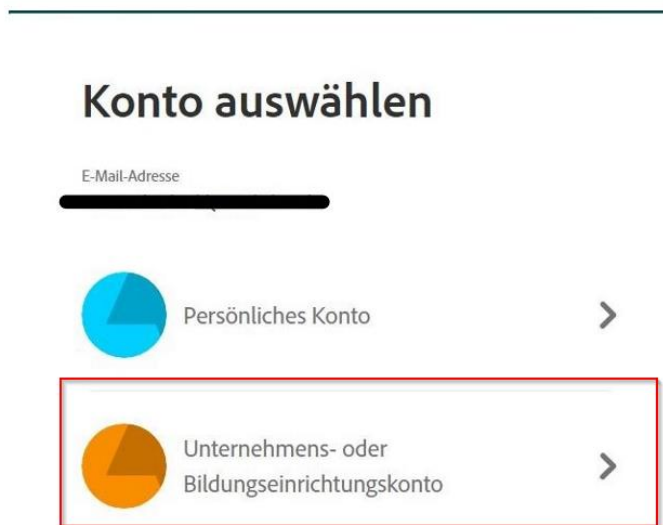 Konto auswählen
E-Mail-Adresse
Persönliches Konto
Unternehmens- oder
Bildungseinrichtungskonto